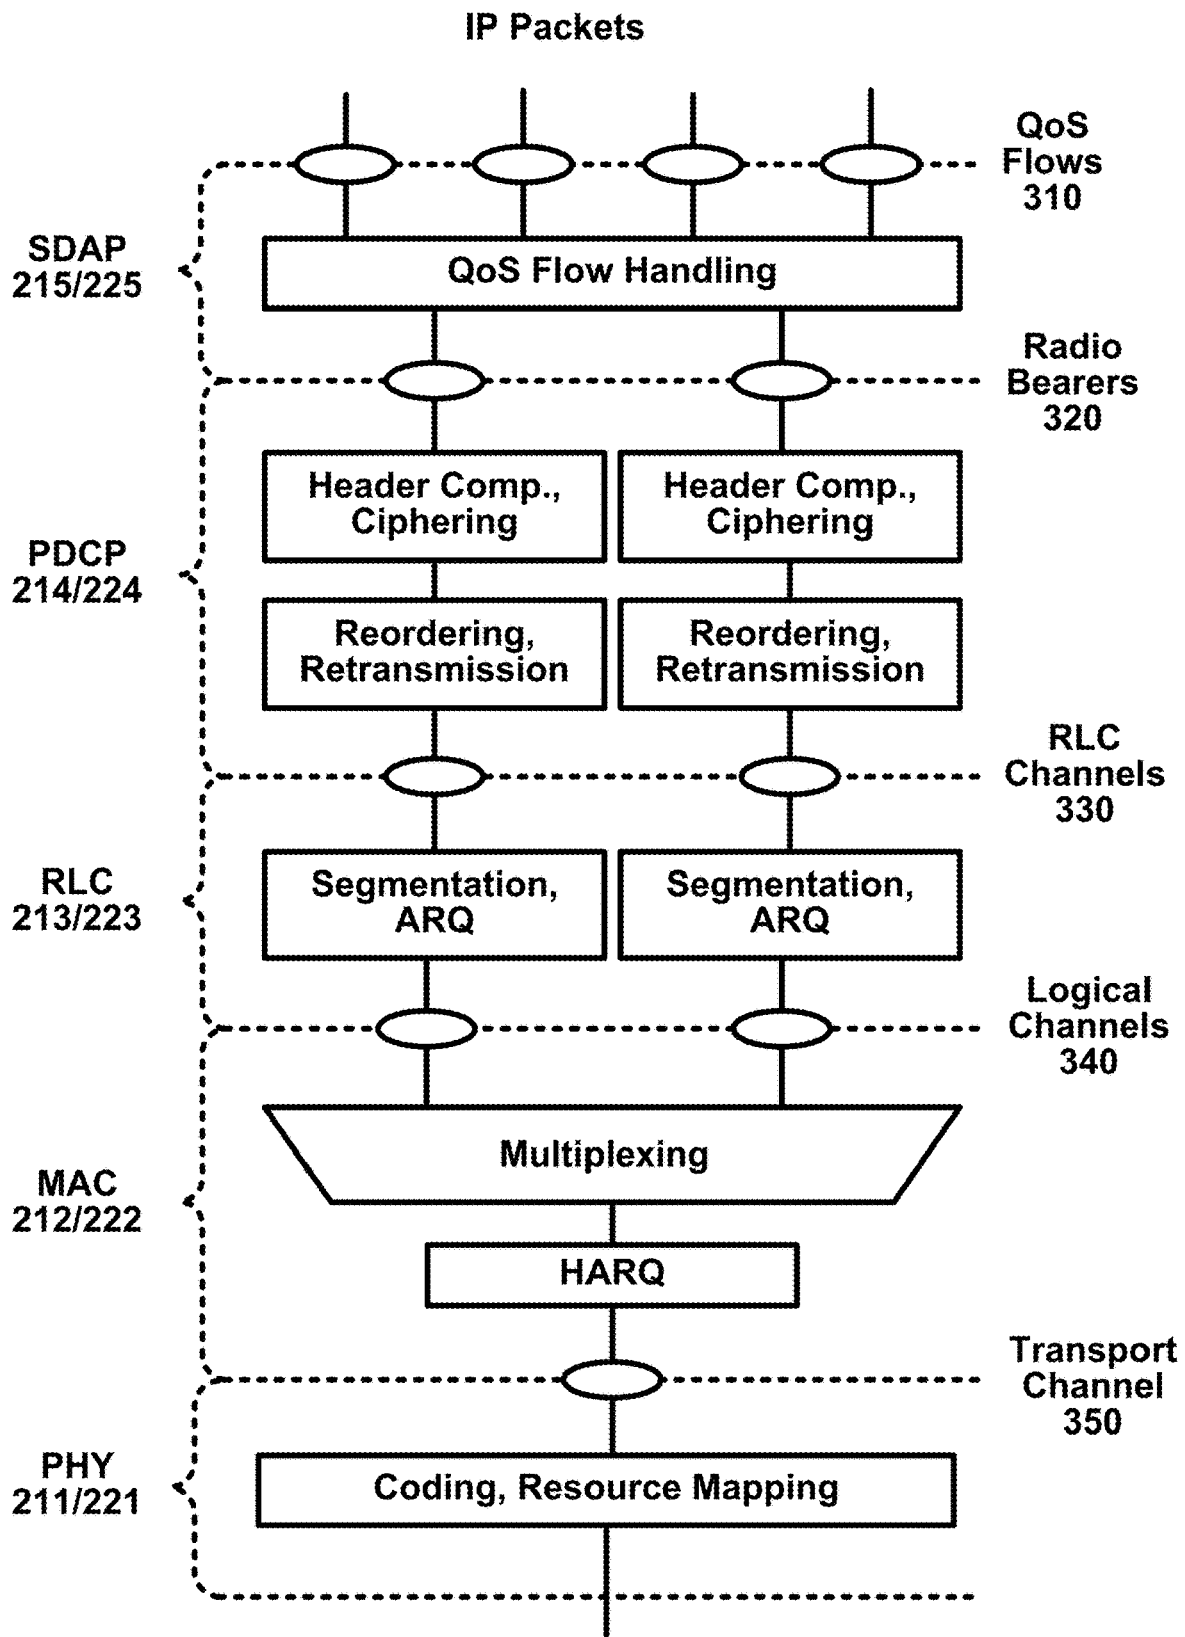 IP Packets
QoS
Flows
310
SDAP
215/225
QoS Flow Handling
Radio
Bearers
320
Header Comp.,
Ciphering
Header Comp.,
Ciphering
PDCP
214/224
Reordering,
Retransmission
Reordering,
Retransmission
RLC
Channels
330
RLC
213/223
Segmentation,
ARQ
Segmentation,
ARQ
Logical
Channels
340
Multiplexing
MAC
212/222
HARQ
Transport
Channel
350
PHY
211/221
Coding, Resource Mapping